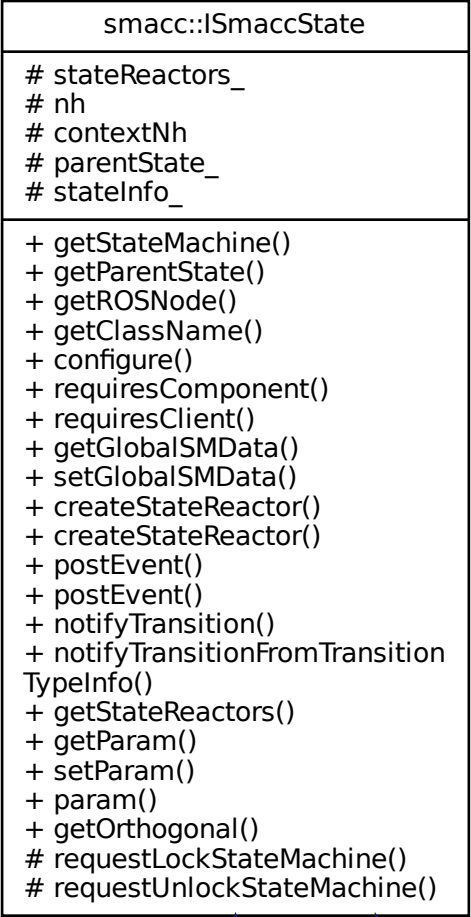 smacc::ISmaccState
# stateReactors_
# nh
# contextNh
# parentState_
# stateInfo_
+ getStateMachine()
+ getParentState()
+ getROSNode()
+ getClassName()
+ configure()
+ requiresComponent()
+ requiresClient()
+ getGlobalSMData()
+ setGlobalSMData()
+ createStateReactor()
+ createStateReactor()
+ postEvent()
+ postEvent()
+ notifyTransition()
+ notifyTransitionFromTransition
TypeInfo()
+ getStateReactors()
+ getParam()
+ setParam()
+ param()
+ getOrthogonal()
# requestLockStateMachine()
# requestUnlockStateMachine()